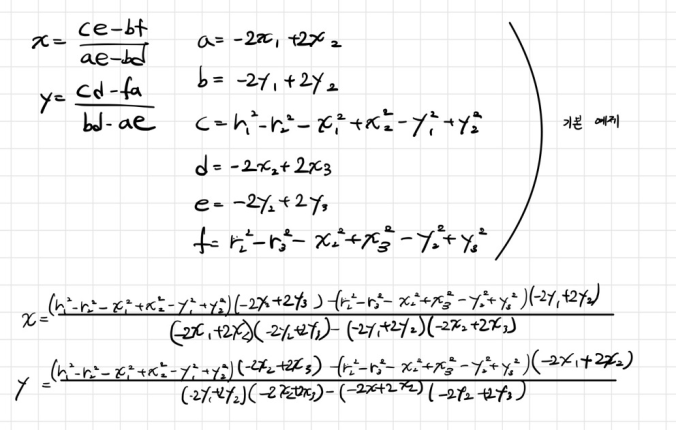 x = (ce-bf)/(ae-bd)
a = -2x₁ + 2x₂
y = (cd-fa)/(bd-ae)
b = -2y₁ + 2y₂
c = r₁²-r₂²-x₁²+x₂²-y₁²+y₂²
기본 예제
d = -2x₂ + 2x₃
e = -2y₂ + 2y₃
f = r₂²-r₃²-x₂²+x₃²-y₂²+y₃²
x = ((r₁²-r₂²-x₁²+x₂²-y₁²+y₂²)(-2y₂+2y₃)-(r₂²-r₃²-x₂²+x₃²-y₂²+y₃²)(-2y₁+2y₂))/((-2x₁+2x₂)(-2y₂+2y₃)-(-2y₁+2y₂)(-2x₂+2x₃))
y = ((r₁²-r₂²-x₁²+x₂²-y₁²+y₂²)(-2x₂+2x₃)-(r₂²-r₃²-x₂²+x₃²-y₂²+y₃²)(-2x₁+2x₂))/((-2y₁+2y₂)(-2x₂+2x₃)-(-2x+2x₂)(-2y₂+2y₃))